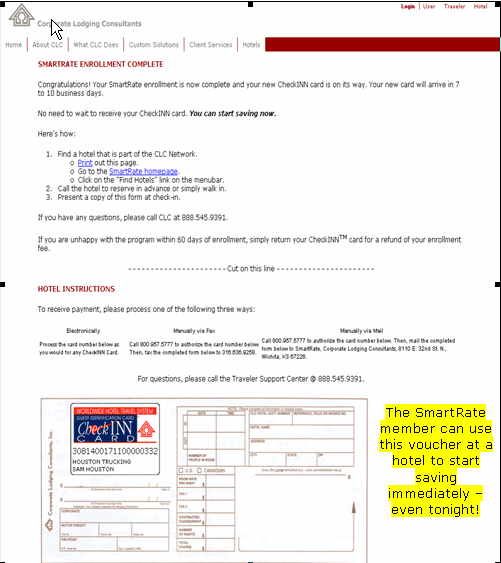 Corporate Lodging Consultants
Login | User Traveler Hotel
Home | About CLC | What CLC Does | Custom Solutions | Client Services | Hotels
SMARTRATE ENROLLMENT COMPLETE
Congratulations! Your SmartRate enrollment is now complete and your new CheckINN card is on its way. Your new card will arrive in 7
to 10 business days.
No need to wait to receive your CheckINN card. You can start saving now.
Here's how:
1. Find a hotel that is part of the CLC Network.
o Print out this page.
o Go to the SmartRate homepage.
o Click on the "Find Hotels" link on the menubar.
2. Call the hotel to reserve in advance or simply walk in.
3. Present a copy of this form at check-in.
If you have any questions, please call CLC at 888.545.9391.
If you are unhappy with the program within 60 days of enrollment, simply return your CheckINN™ card for a refund of your enrollment
fee.
- - - - - - - - - - - - - - - - - - - - - - - Cut on this line - - - - - - - - - - - - - - - - - - - - - - -
HOTEL INSTRUCTIONS
To receive payment, please process one of the following three ways:
Electronically
Process the card number below as
you would for any CheckINN Card.
Manually via Fax
Call 800.957.5777 to authorize the card number below.
Then, fax the completed form below to 316.636.9258.
Manually via Mail
Call 800.957.5777 to authorize the card number below. Then, mail the completed
form below to SmartRate, Corporate Lodging Consultants, 8110 E. 32nd St. N.,
Wichita, KS 67226.
For questions, please call the Traveler Support Center @ 888.545.9391.
Corporate Lodging Consultants, Inc.
WORLDWIDE HOTEL TRAVEL SYSTEM
GUEST IDENTIFICATION CARD
CheckINN
CARD
3081400171100000332
HOUSTON TRUCKING
SAM HOUSTON
CORPORATE
MOTOR FREIGHT
RAILROAD
DATE
TIME
IN
OUT
NUMBER OF
PEOPLE IN ROOM
HOTEL NAME
ADDRESS
CITY
STATE
ZIP
U.S.
CANADIAN
ROOM RATE
PER NIGHT
TAX 1
TAX 2
NUMBER
OF NIGHTS
TOTAL
CHARGE
$
X
The SmartRate
member can use
this voucher at a
hotel to start
saving
immediately –
even tonight!